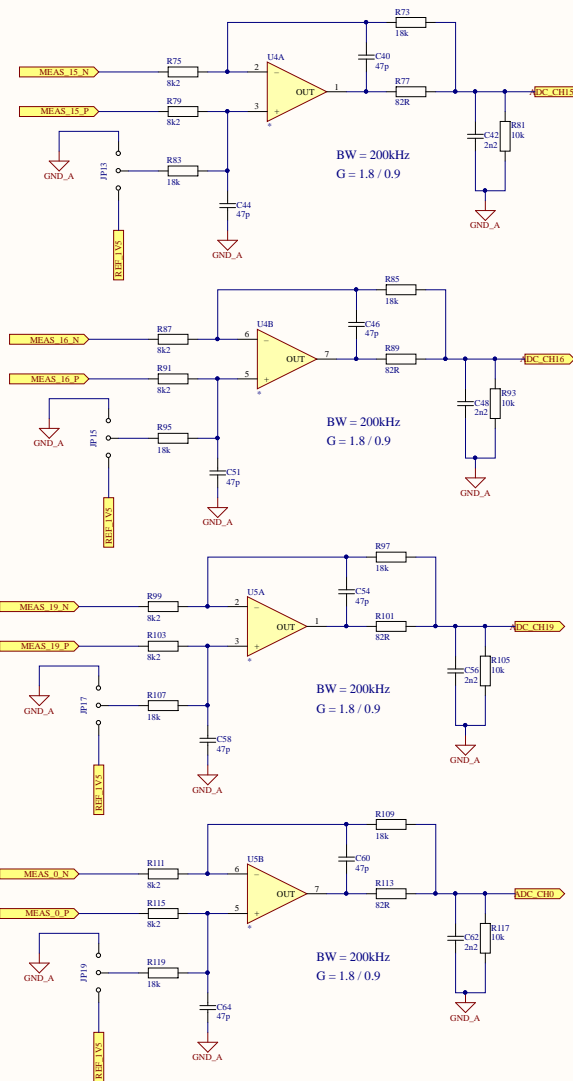 R73
18k
MEAS_15_N
R75
8k2
2
U4A
C40
47p
1
R77
82R
OUT
ADC_CH15
MEAS_15_P
R79
8k2
3
*
C42
2n2
R81
10k
BW = 200kHz
G = 1.8 / 0.9
GND_A
JP13
R83
18k
C44
47p
GND_A
GND_A
REF_1V5
R85
18k
MEAS_16_N
R87
8k2
6
U4B
C46
47p
7
R89
82R
OUT
ADC_CH16
MEAS_16_P
R91
8k2
5
*
C48
2n2
R93
10k
BW = 200kHz
G = 1.8 / 0.9
GND_A
JP15
R95
18k
C51
47p
GND_A
GND_A
REF_1V5
R97
18k
MEAS_19_N
R99
8k2
2
U5A
C54
47p
1
R101
82R
OUT
ADC_CH19
MEAS_19_P
R103
8k2
3
*
C56
2n2
R105
10k
BW = 200kHz
G = 1.8 / 0.9
GND_A
JP17
R107
18k
C58
47p
GND_A
GND_A
REF_1V5
R109
18k
MEAS_0_N
R111
8k2
6
U5B
C60
47p
7
R113
82R
OUT
ADC_CH0
MEAS_0_P
R115
8k2
5
*
C62
2n2
R117
10k
BW = 200kHz
G = 1.8 / 0.9
GND_A
JP19
R119
18k
C64
47p
GND_A
GND_A
REF_1V5